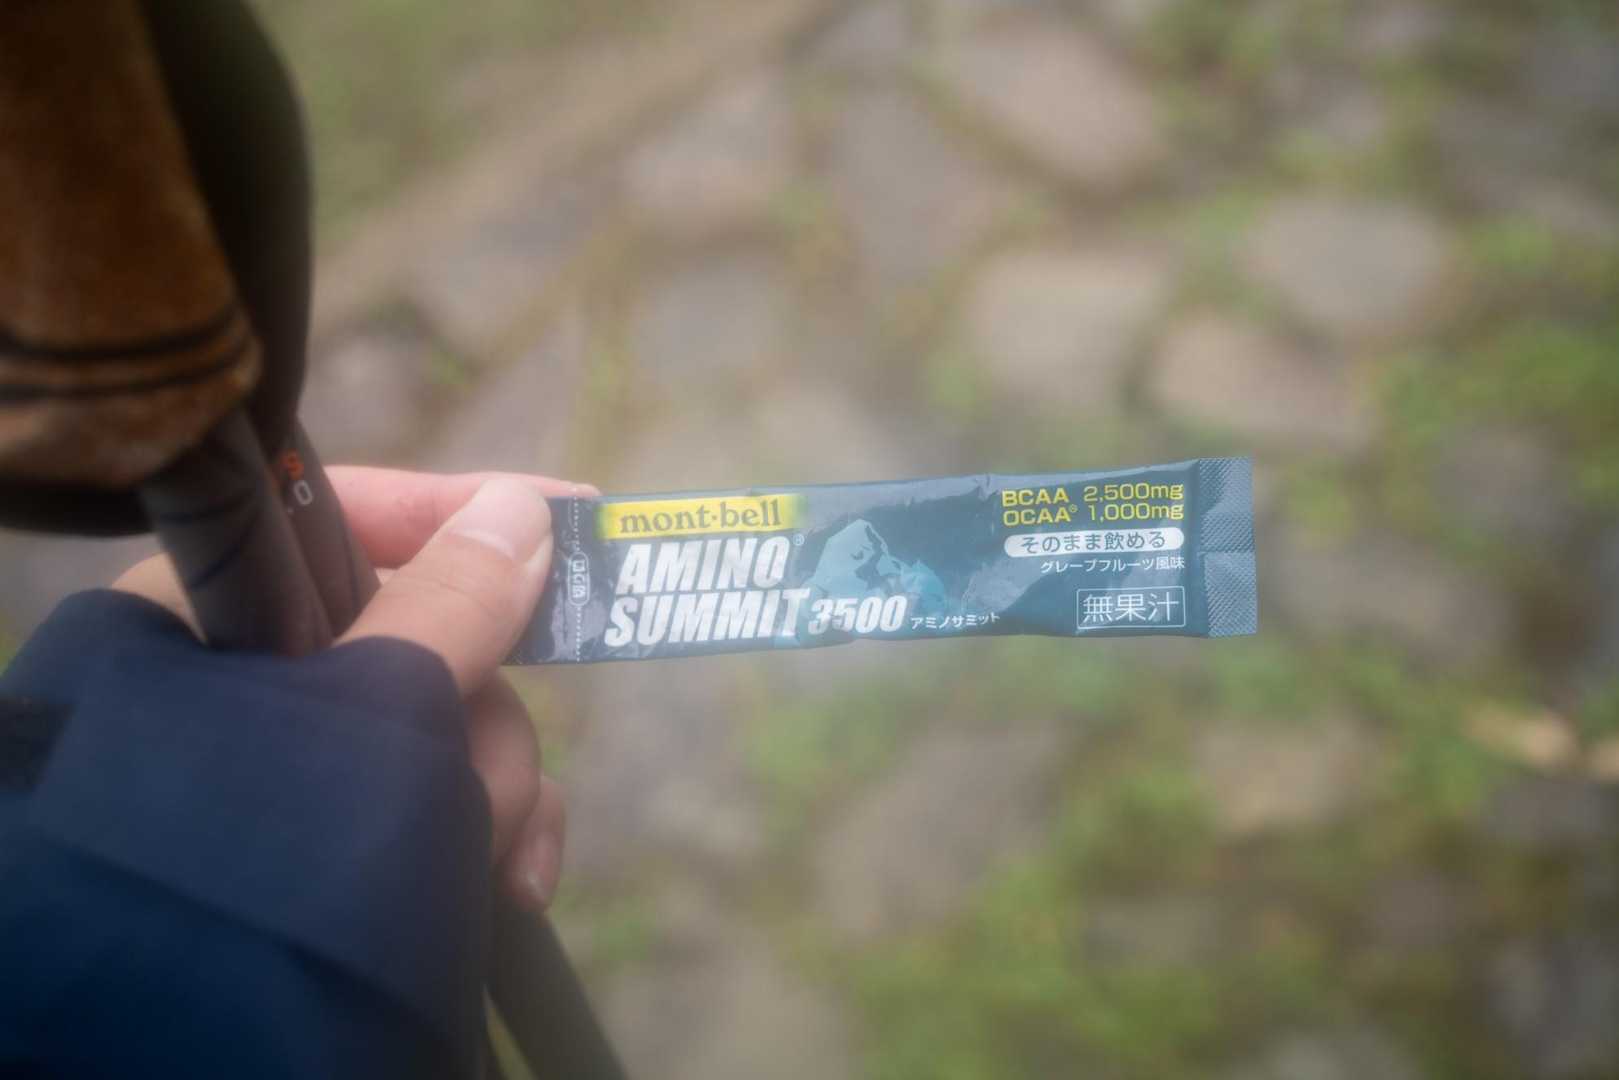 mont-bell
AMINO®
SUMMIT 3500 アミノサミット
BCAA 2,500mg
OCAA® 1,000mg
そのまま飲める
グレープフルーツ風味
無果汁